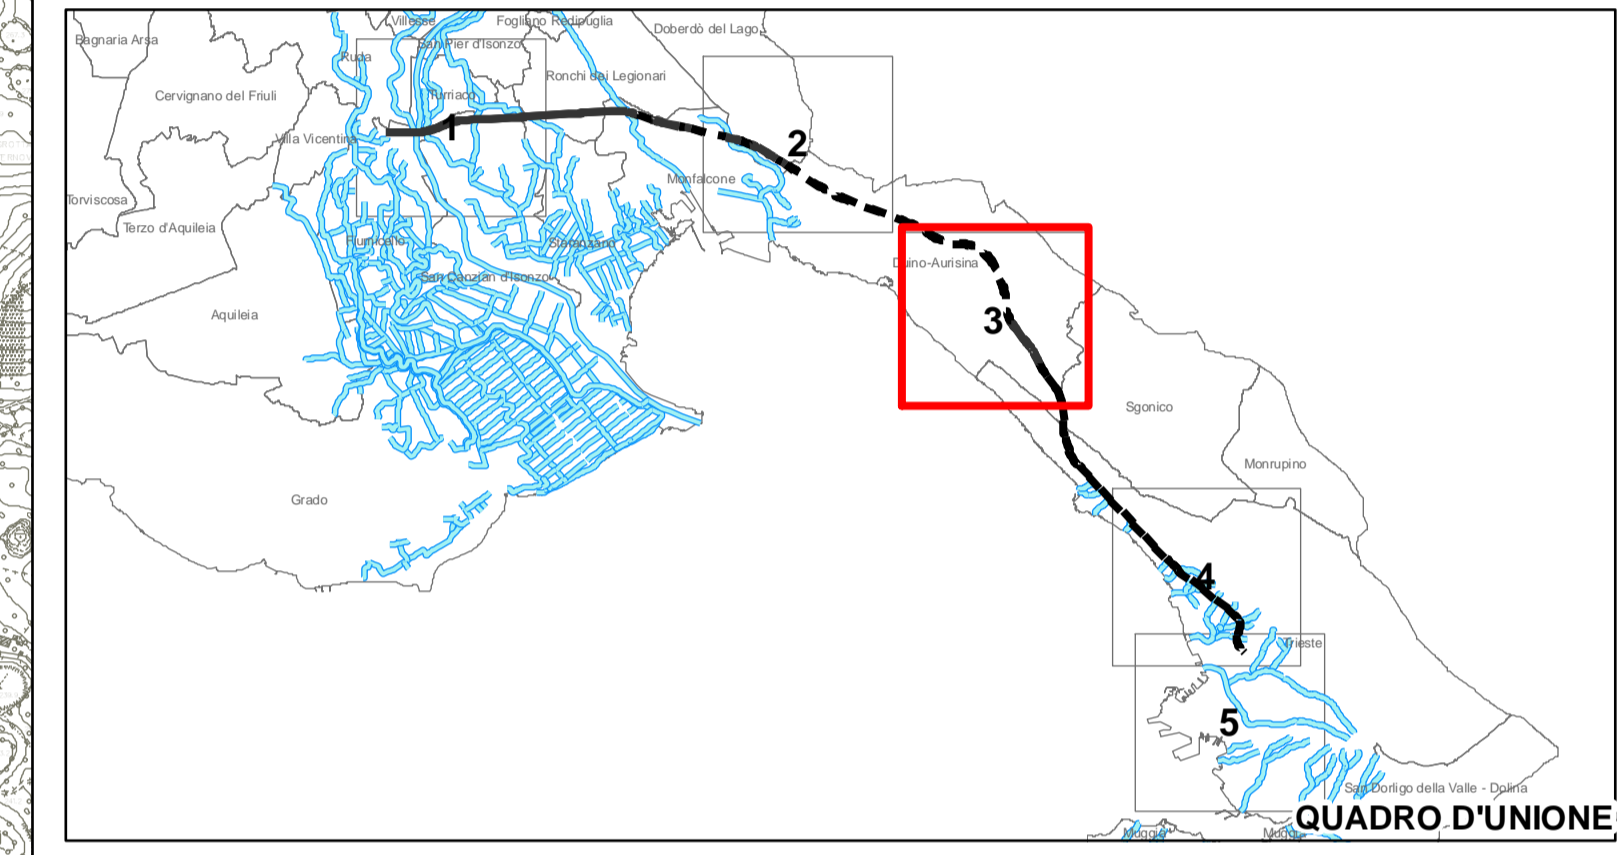 Villesse
Fogliano Redipuglia
Doberdò del Lago
Bagnaria Arsa
San Pier d'Isonzo
Ruda
Ronchi dei Legionari
Cervignano del Friuli
Turriaco
1
Villa Vicentina
2
Monfalcone
Torviscosa
Terzo d'Aquileia
Fiumicello
Staranzano
Duino-Aurisina
San Canzian d'Isonzo
Aquileia
3
Sgonico
Monrupino
Grado
4
Trieste
5
San Dorligo della Valle - Dolina
QUADRO D'UNIONE
Muggia
Muggia